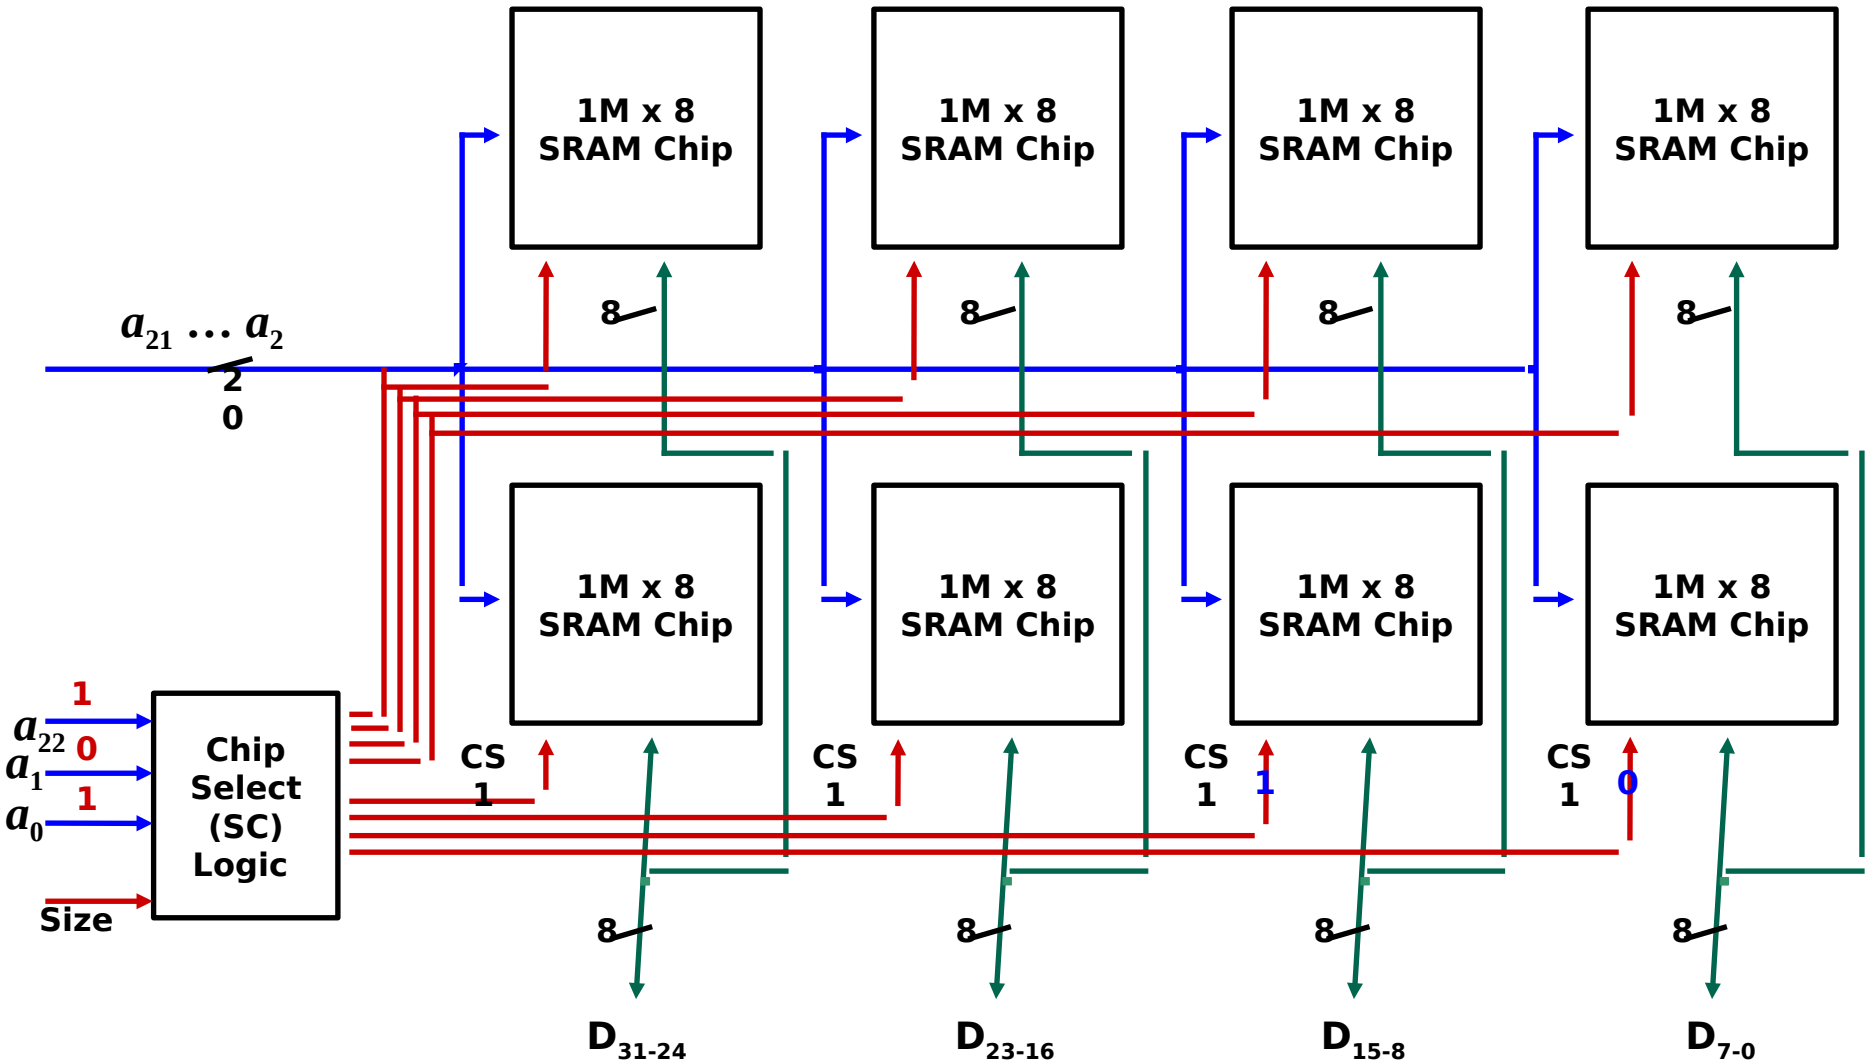 1M x 8
SRAM Chip
1M x 8
SRAM Chip
1M x 8
SRAM Chip
1M x 8
SRAM Chip
8
8
8
8
a21 … a2
2
0
1M x 8
SRAM Chip
1M x 8
SRAM Chip
1M x 8
SRAM Chip
1M x 8
SRAM Chip
1
a22
0
a1
1
a0
Size
Chip
Select
(SC)
Logic
CS
1
CS
1
CS
1
1
CS
1
0
8
8
8
8
D31-24
D23-16
D15-8
D7-0